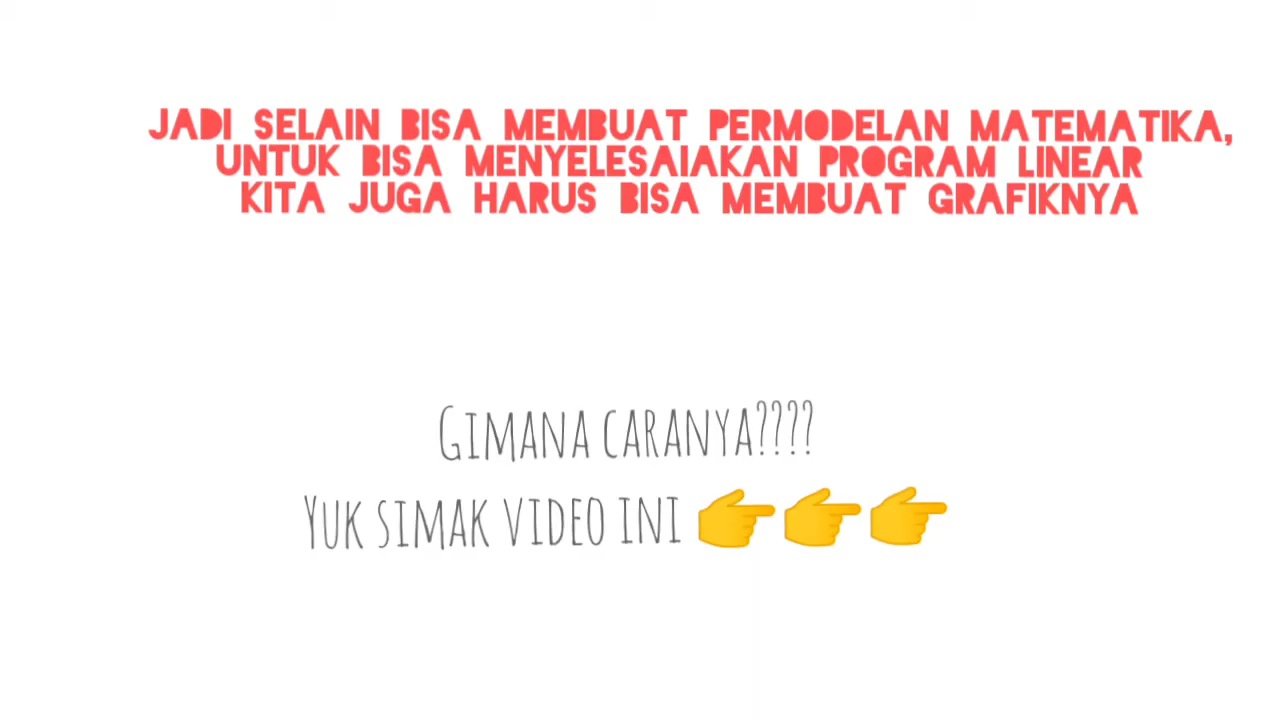 JADI SELAIN BISA MEMBUAT PERMODELAN MATEMATIKA,
UNTUK BISA MENYELESAIAKAN PROGRAM LINEAR
KITA JUGA HARUS BISA MEMBUAT GRAFIKNYA
GIMANA CARANYA????
YUK SIMAK VIDEO INI 👉👉👉